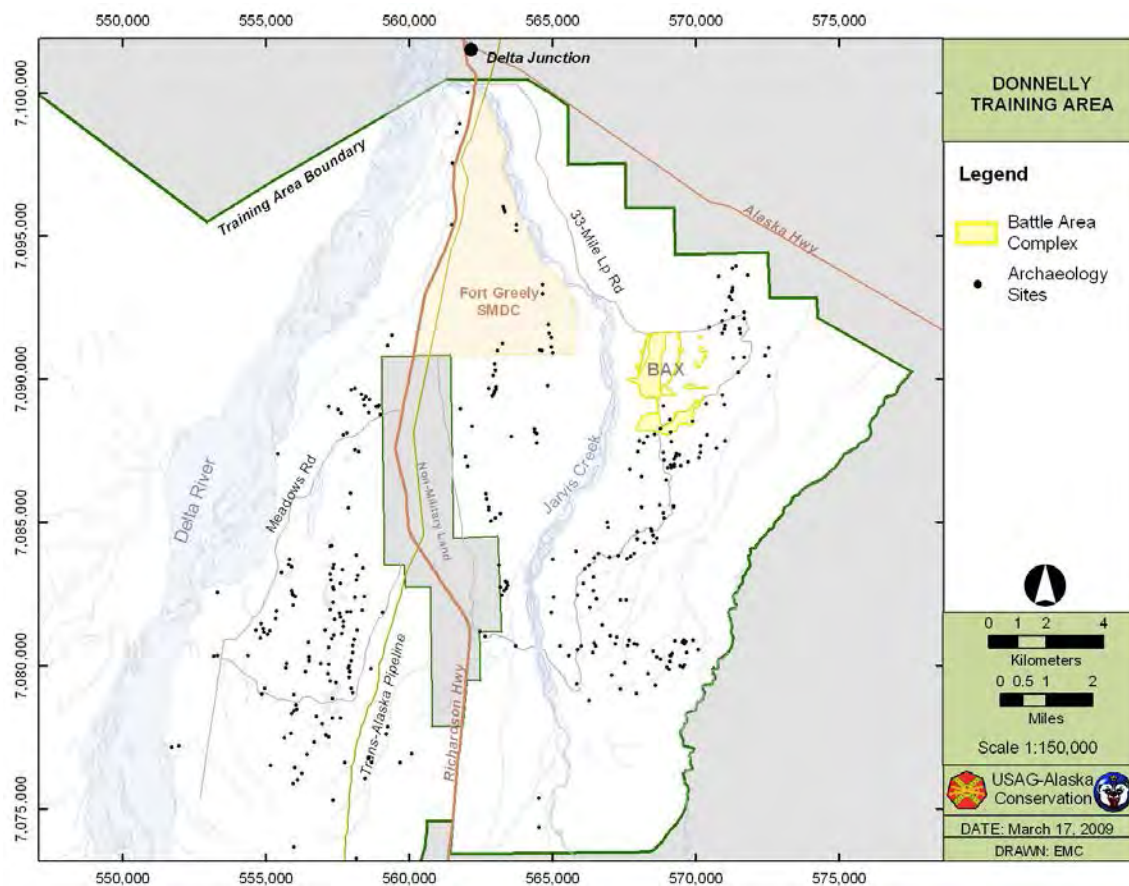 550,000
555,000
560,000
565,000
570,000
575,000
7,100,000
7,095,000
7,090,000
7,085,000
7,080,000
7,075,000
Delta Junction
Training Area Boundary
Alaska Hwy
33-Mile Lp Rd
Fort Greely
SMDC
BAX
Meadows Rd
Delta River
Non-Military Land
Jarvis Creek
Trans-Alaska Pipeline
Richardson Hwy
550,000
555,000
560,000
565,000
570,000
575,000
DONNELLY
TRAINING AREA
Legend
Battle Area
Complex
Archaeology
Sites
0 1 2 4
Kilometers
0 0.5 1 2
Miles
Scale 1:150,000
USAG-Alaska
Conservation
DATE: March 17, 2009
DRAWN: EMC